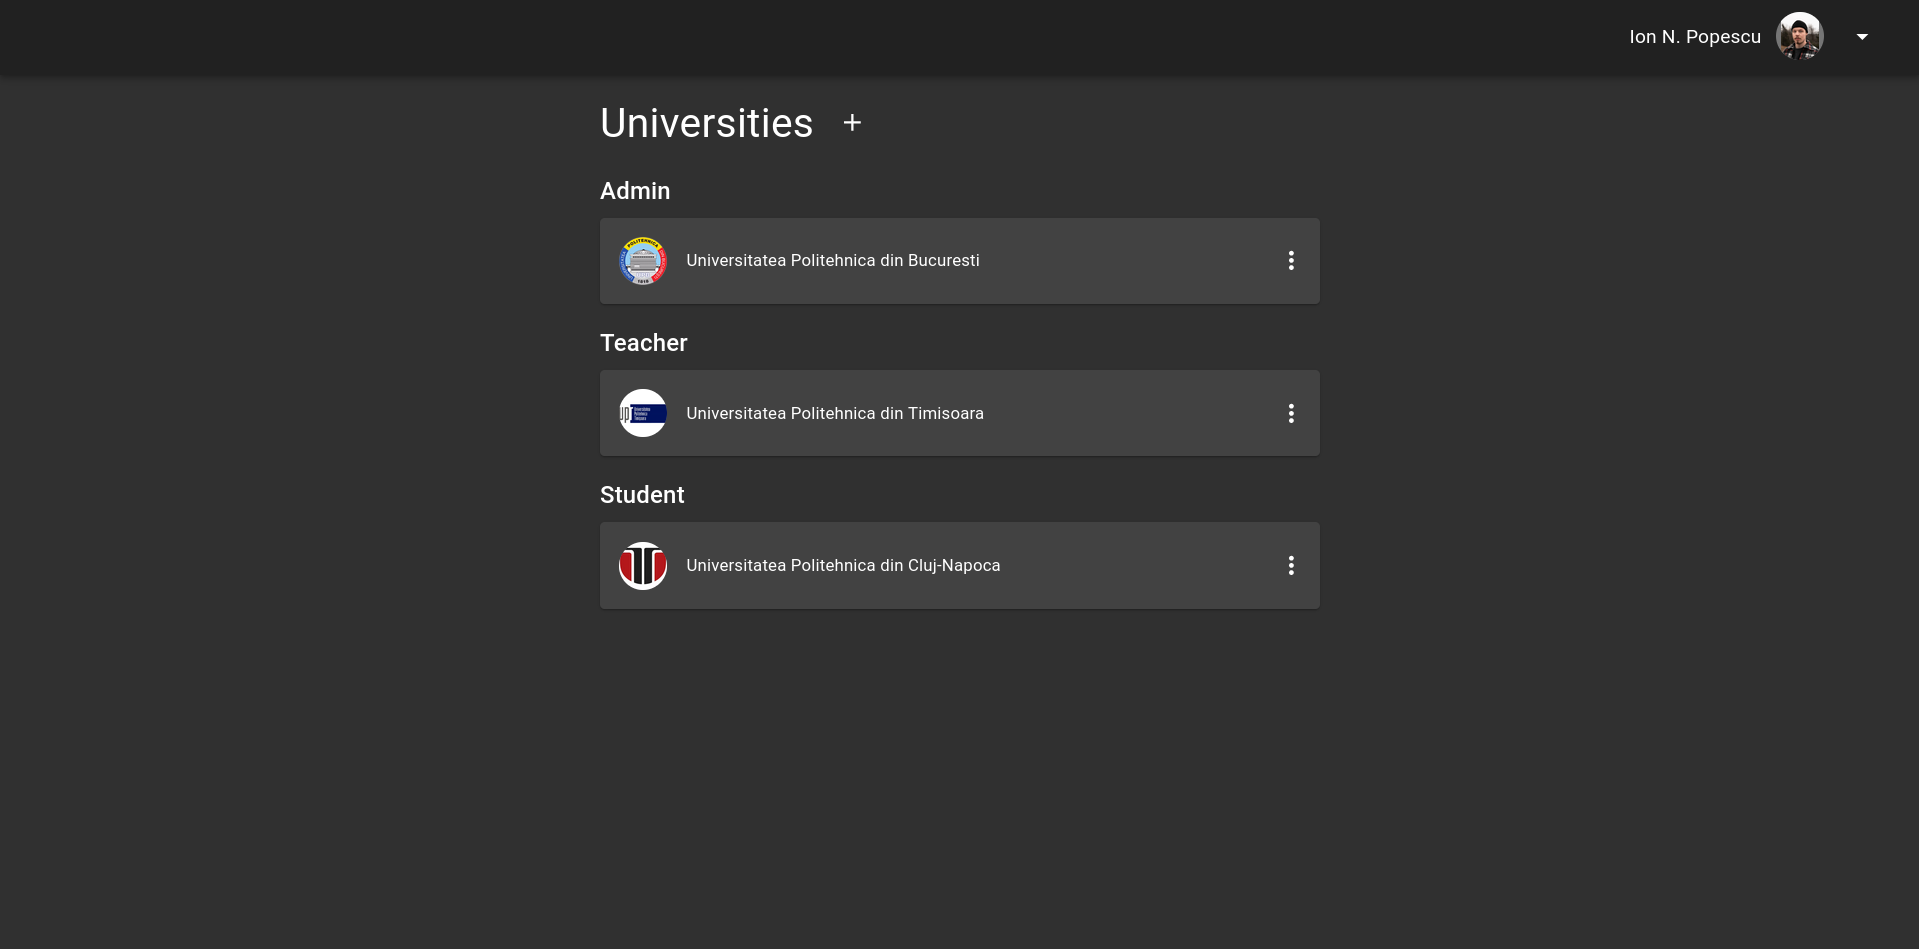 Ion N. Popescu
Universities +
Admin
Universitatea Politehnica din Bucuresti
Teacher
Universitatea Politehnica din Timisoara
Student
Universitatea Politehnica din Cluj-Napoca